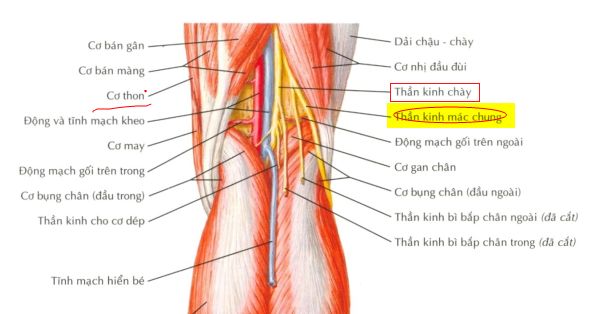 Cơ bán gân
Cơ bán màng
Cơ thon
Động và tĩnh mạch kheo
Cơ may
Động mạch gối trên trong
Cơ bụng chân (đầu trong)
Thần kinh cho cơ dép
Tĩnh mạch hiển bé
Dải chậu - chày
Cơ nhị đầu đùi
Thần kinh chày
Thần kinh mác chung
Động mạch gối trên ngoài
Cơ gan chân
Cơ bụng chân (đầu ngoài)
Thần kinh bì bắp chân ngoài (đã cắt)
Thần kinh bì bắp chân trong (đã cắt)